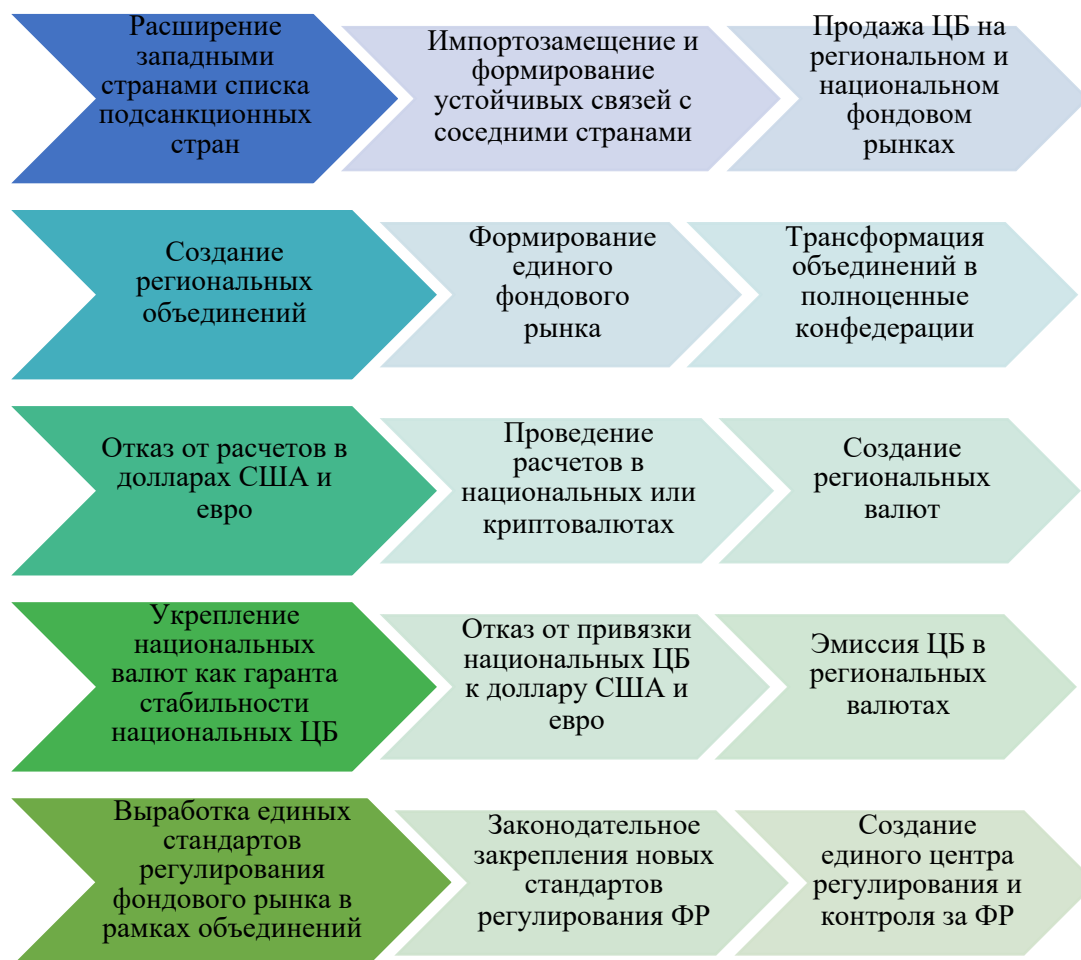 Расширение
западными
странами списка
подсанкционных
стран
Импортозамещение и
формирование
устойчивых связей с
соседними странами
Продажа ЦБ на
региональном и
национальном
фондовом
рынках
Создание
региональных
объединений
Формирование
единого
фондового
рынка
Трансформация
объединений в
полноценные
конфедерации
Отказ от расчетов в
долларах США и
евро
Проведение
расчетов в
национальных или
криптовалютах
Создание
региональных
валют
Укрепление
национальных
валют как гаранта
стабильности
национальных ЦБ
Отказ от привязки
национальных ЦБ
к доллару США и
евро
Эмиссия ЦБ в
региональных
валютах
Выработка единых
стандартов
регулирования
фондового рынка в
рамках объединений
Законодательное
закрепления новых
стандартов
регулирования ФР
Создание
единого центра
регулирования и
контроля за ФР